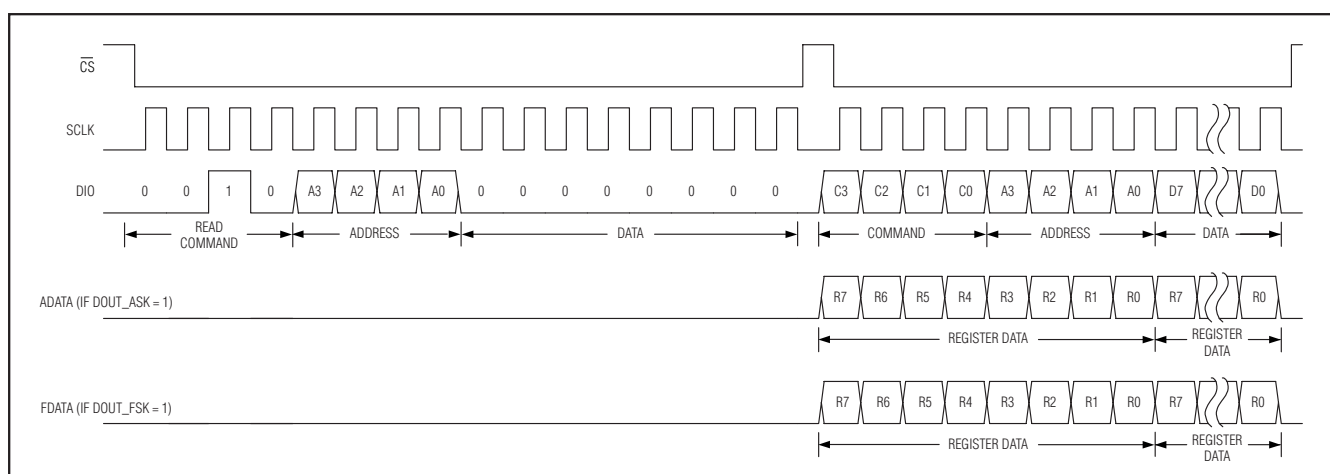 CS
SCLK
DIO 0 0 1 0 A3 A2 A1 A0 0 0 0 0 0 0 0 0 C3 C2 C1 C0 A3 A2 A1 A0 D7 D0
READ COMMAND ADDRESS DATA COMMAND ADDRESS DATA
ADATA (IF DOUT_ASK = 1) R7 R6 R5 R4 R3 R2 R1 R0 R7 R0
REGISTER DATA REGISTER DATA
FDATA (IF DOUT_FSK = 1) R7 R6 R5 R4 R3 R2 R1 R0 R7 R0
REGISTER DATA REGISTER DATA